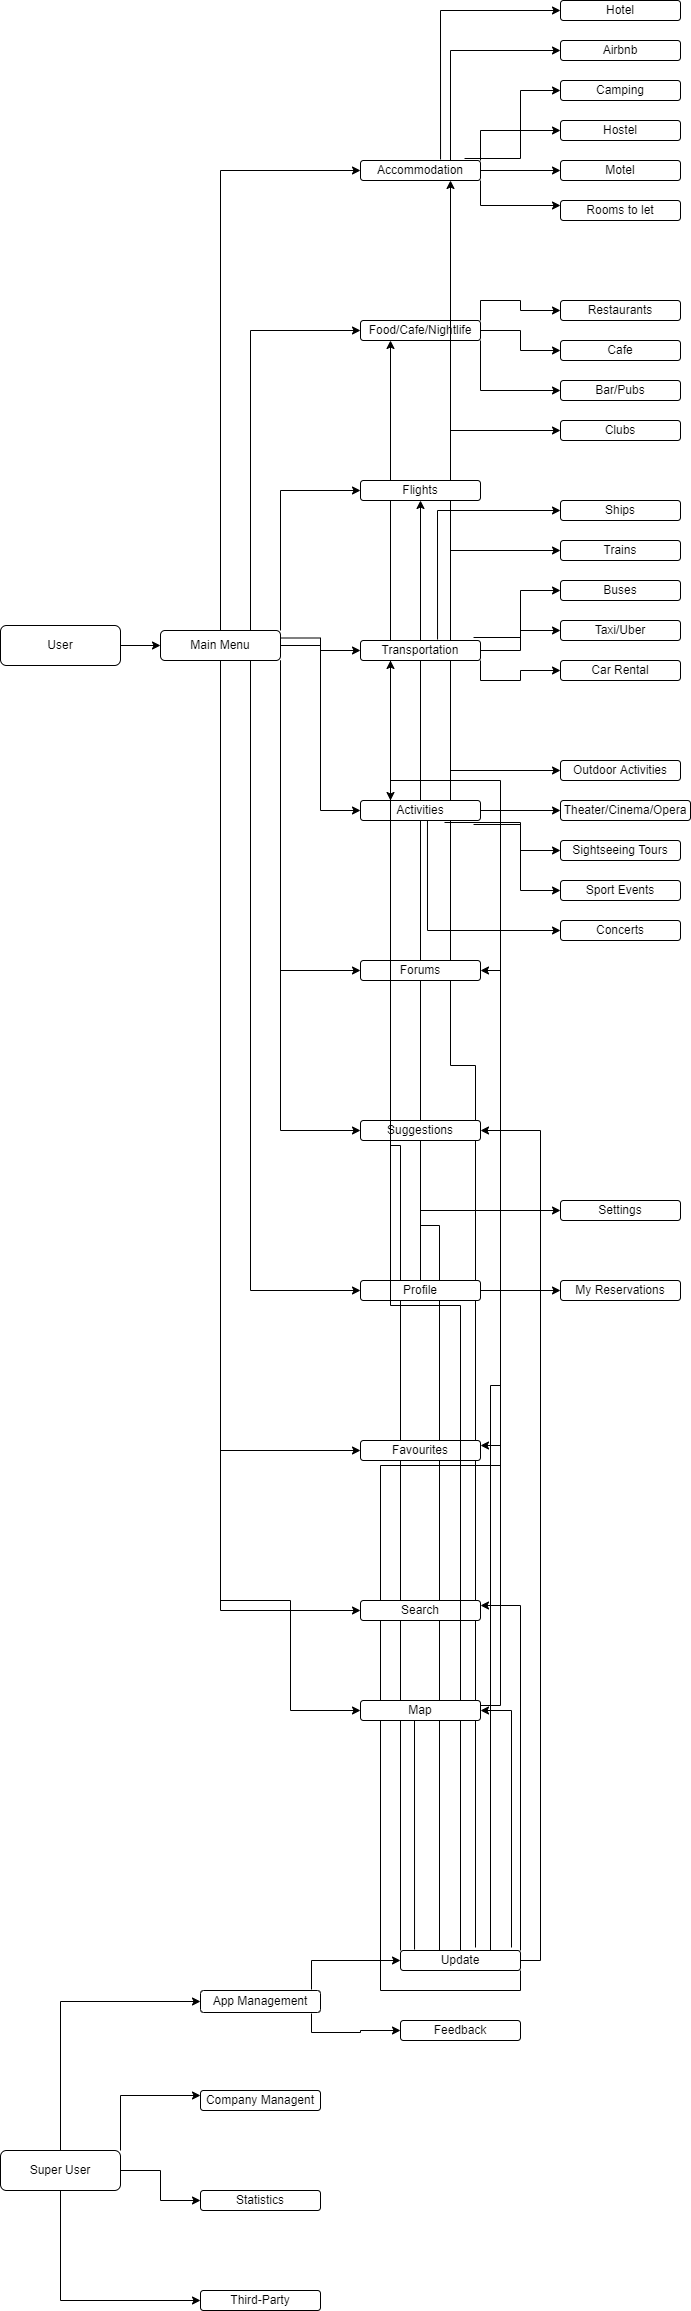 Hotel
Airbnb
Camping
Hostel
Accommodation
Motel
Rooms to let
Restaurants
Food/Cafe/Nightlife
Cafe
Bar/Pubs
Clubs
Flights
Ships
Trains
Buses
Taxi/Uber
User
Main Menu
Transportation
Car Rental
Outdoor Activities
Activities
Theater/Cinema/Opera
Sightseeing Tours
Sport Events
Concerts
Forums
Suggestions
Settings
Profile
My Reservations
Favourites
Search
Map
Update
App Management
Feedback
Company Managent
Super User
Statistics
Third-Party